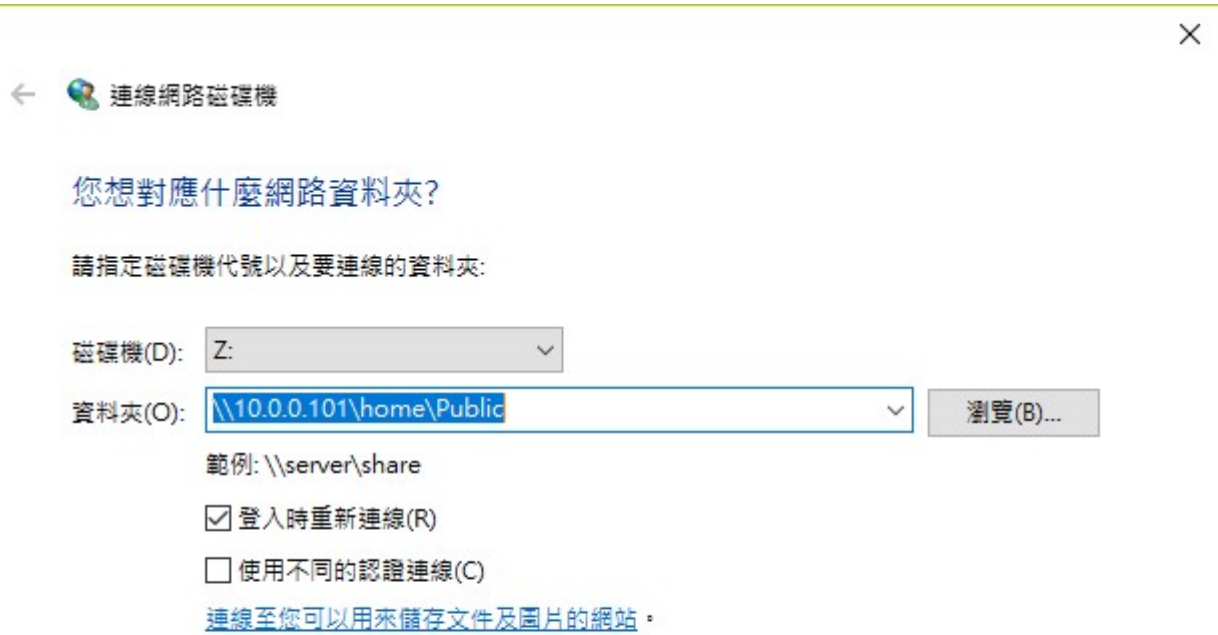 連線網路磁碟機
您想對應什麼網路資料夾?
請指定磁碟機代號以及要連線的資料夾:
磁碟機(D): Z:
資料夾(O): \\10.0.0.101\home\Public 瀏覽(B)...
範例: \\server\share
登入時重新連線(R)
使用不同的認證連線(C)
連線至您可以用來儲存文件及圖片的網站。